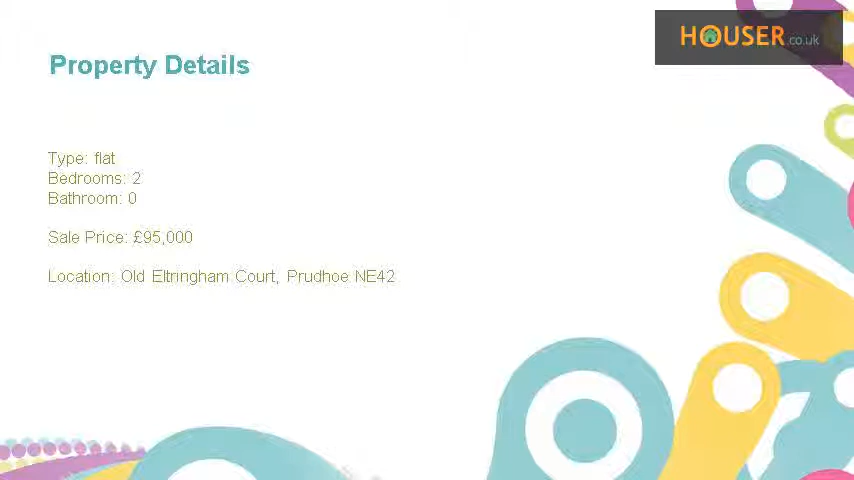 HOUSER.co.uk
Property Details
Type: flat
Bedrooms: 2
Bathroom: 0
Sale Price: £95,000
Location: Old Eltringham Court, Prudhoe NE42